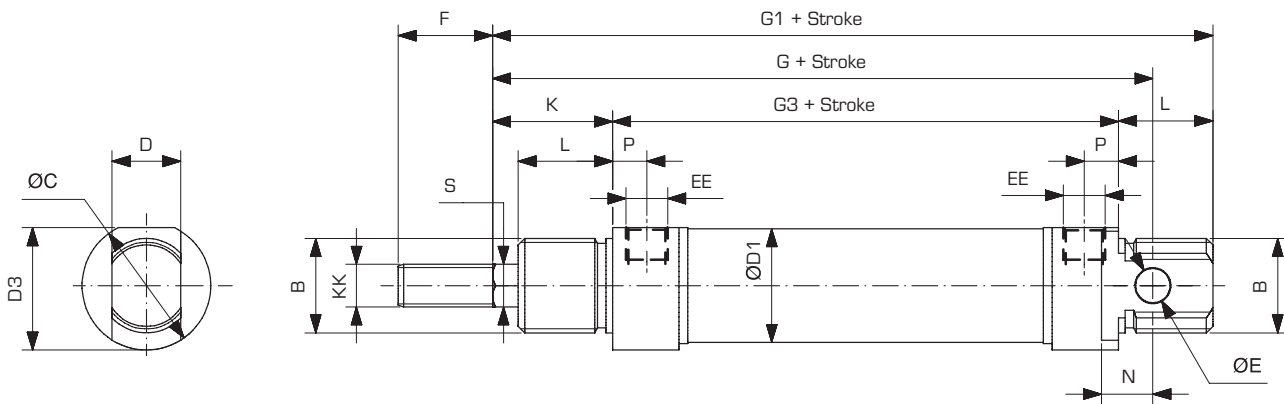 F
G1 + Stroke
G + Stroke
K
G3 + Stroke
L
D
L
P
P
ØC
S
EE
EE
D3
B
KK
ØD1
B
N
ØE